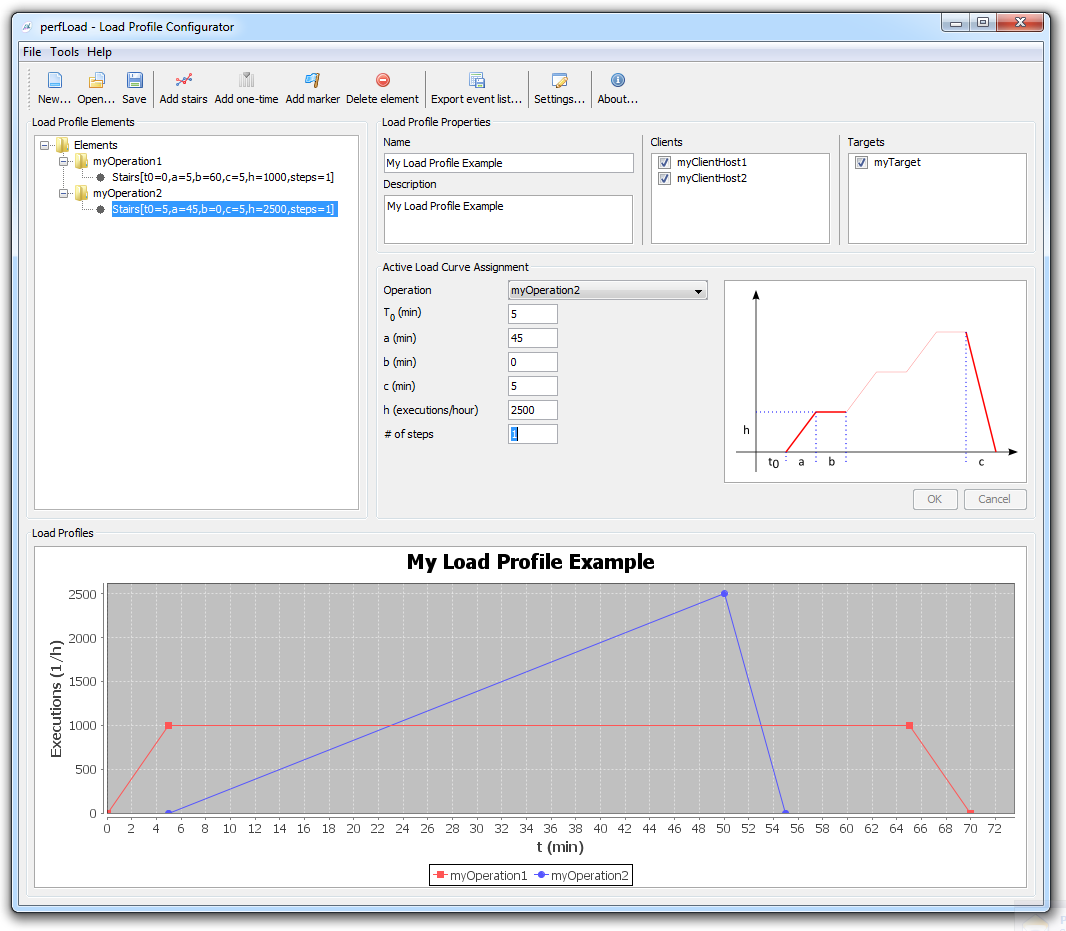 perfLoad - Load Profile Configurator
File Tools Help
New... Open... Save Add stairs Add one-time Add marker Delete element Export event list... Settings... About...
Load Profile Elements
Elements
myOperation1
Stairs[t0=0,a=5,b=60,c=5,h=1000,steps=1]
myOperation2
Stairs[t0=5,a=45,b=0,c=5,h=2500,steps=1]
Load Profile Properties
Name
My Load Profile Example
Description
My Load Profile Example
Clients
myClientHost1
myClientHost2
Targets
myTarget
Active Load Curve Assignment
Operation myOperation2
T0 (min) 5
a (min) 45
b (min) 0
c (min) 5
h (executions/hour) 2500
# of steps 1
h
t0 a b c
OK Cancel
Load Profiles
My Load Profile Example
Executions (1/h)
2500
2000
1500
1000
500
0
0 2 4 6 8 10 12 14 16 18 20 22 24 26 28 30 32 34 36 38 40 42 44 46 48 50 52 54 56 58 60 62 64 66 68 70 72
t (min)
myOperation1 myOperation2